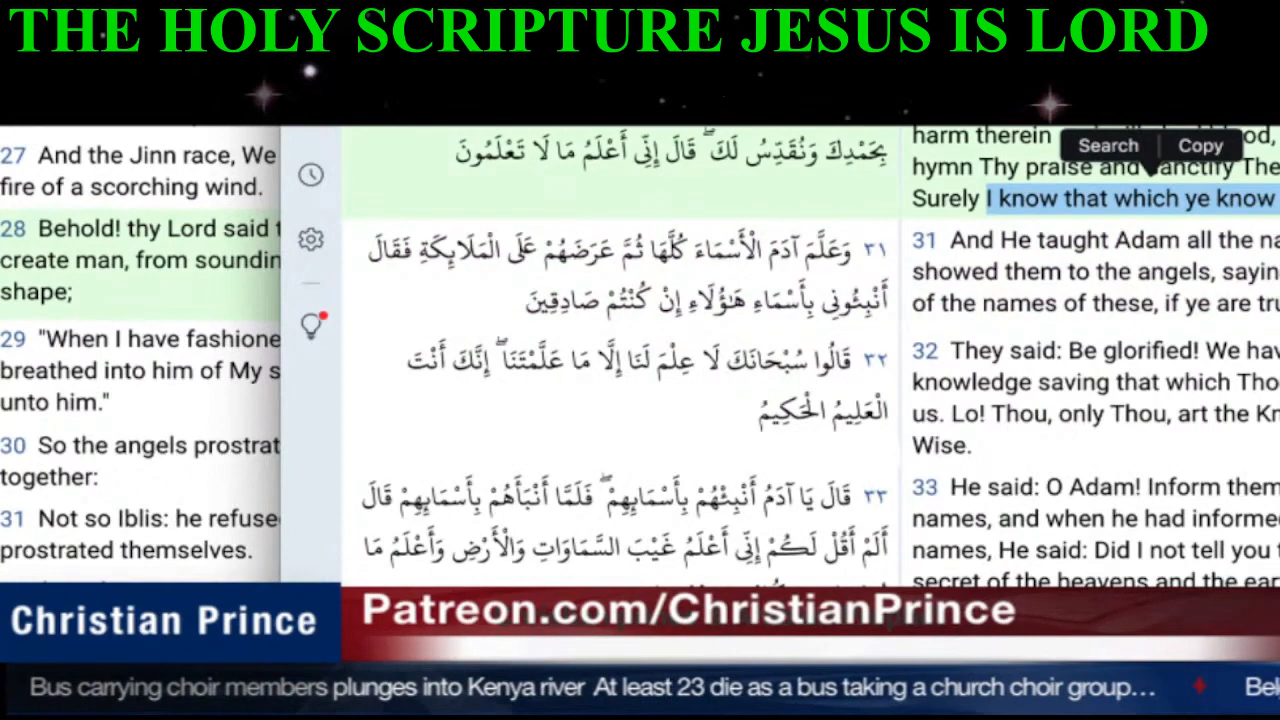 THE HOLY SCRIPTURE JESUS IS LORD
27 And the Jinn race, We
fire of a scorching wind.
28 Behold! thy Lord said t
create man, from soundin
shape;
29 "When I have fashione
breathed into him of My s
unto him."
30 So the angels prostrat
together:
31 Not so Iblis: he refuse
prostrated themselves.
بِحَمْدِكَ وَنُقَدِّسُ لَكَ ۖ قَالَ إِنِّي أَعْلَمُ مَا لَا تَعْلَمُونَ
٣١ وَعَلَّمَ آدَمَ الْأَسْمَاءَ كُلَّهَا ثُمَّ عَرَضَهُمْ عَلَى الْمَلَائِكَةِ فَقَالَ
أَنْبِئُونِي بِأَسْمَاءِ هَٰؤُلَاءِ إِنْ كُنْتُمْ صَادِقِينَ
٣٢ قَالُوا سُبْحَانَكَ لَا عِلْمَ لَنَا إِلَّا مَا عَلَّمْتَنَا ۖ إِنَّكَ أَنْتَ
الْعَلِيمُ الْحَكِيمُ
٣٣ قَالَ يَا آدَمُ أَنْبِئْهُمْ بِأَسْمَائِهِمْ ۖ فَلَمَّا أَنْبَأَهُمْ بِأَسْمَائِهِمْ قَالَ
أَلَمْ أَقُلْ لَكُمْ إِنِّي أَعْلَمُ غَيْبَ السَّمَاوَاتِ وَالْأَرْضِ وَأَعْلَمُ مَا
harm therein
Search Copy
hymn Thy praise and sanctify The
Surely I know that which ye know
31 And He taught Adam all the na
showed them to the angels, sayin
of the names of these, if ye are tru
32 They said: Be glorified! We hav
knowledge saving that which Tho
us. Lo! Thou, only Thou, art the Kn
Wise.
33 He said: O Adam! Inform them
names, and when he had informe
names, He said: Did I not tell you t
secret of the heavens and the ear
Christian Prince
Patreon.com/ChristianPrince
Bus carrying choir members plunges into Kenya river At least 23 die as a bus taking a church choir group… Bel